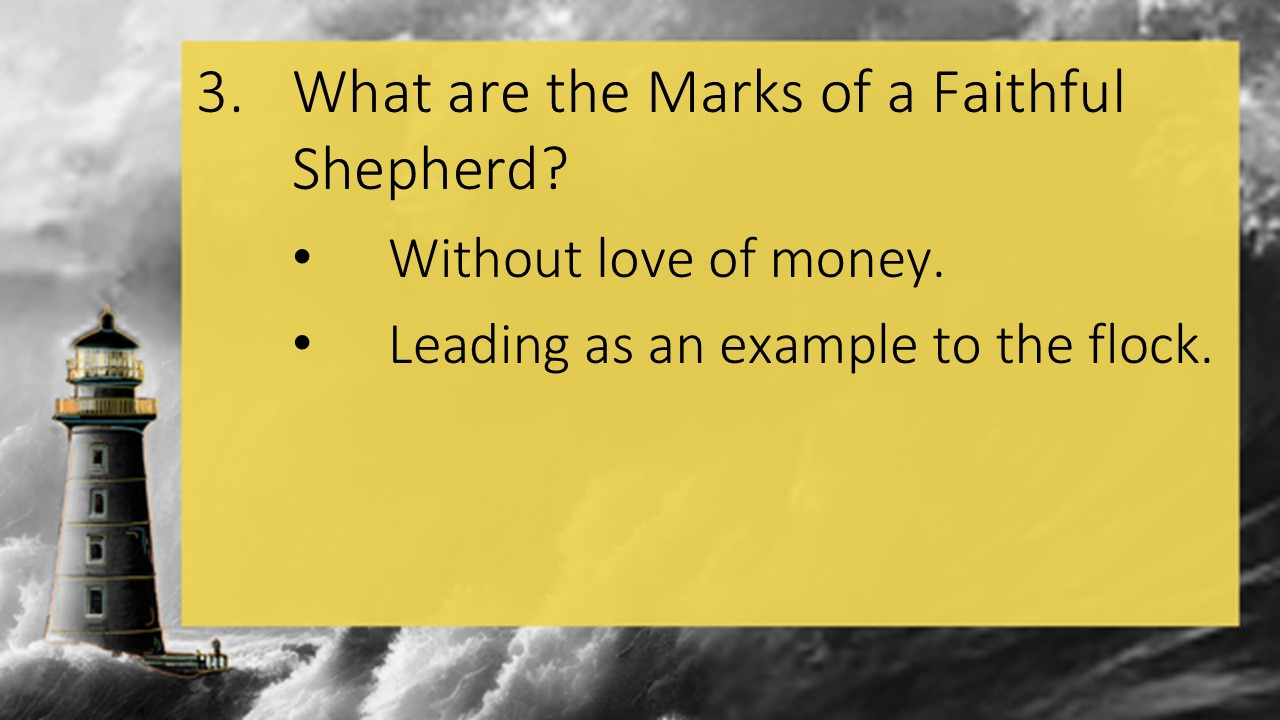 3. What are the Marks of a Faithful
Shepherd?
• Without love of money.
• Leading as an example to the flock.